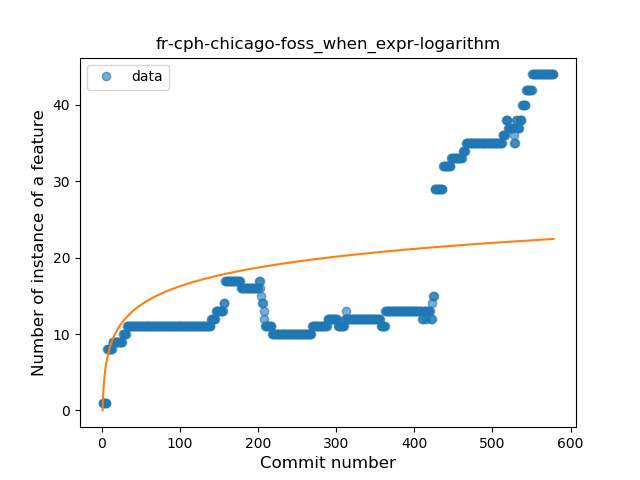 fr-cph-chicago-foss_when_expr-logarithm
data
Number of instance of a feature
40
30
20
10
0
0 100 200 300 400 500 600
Commit number